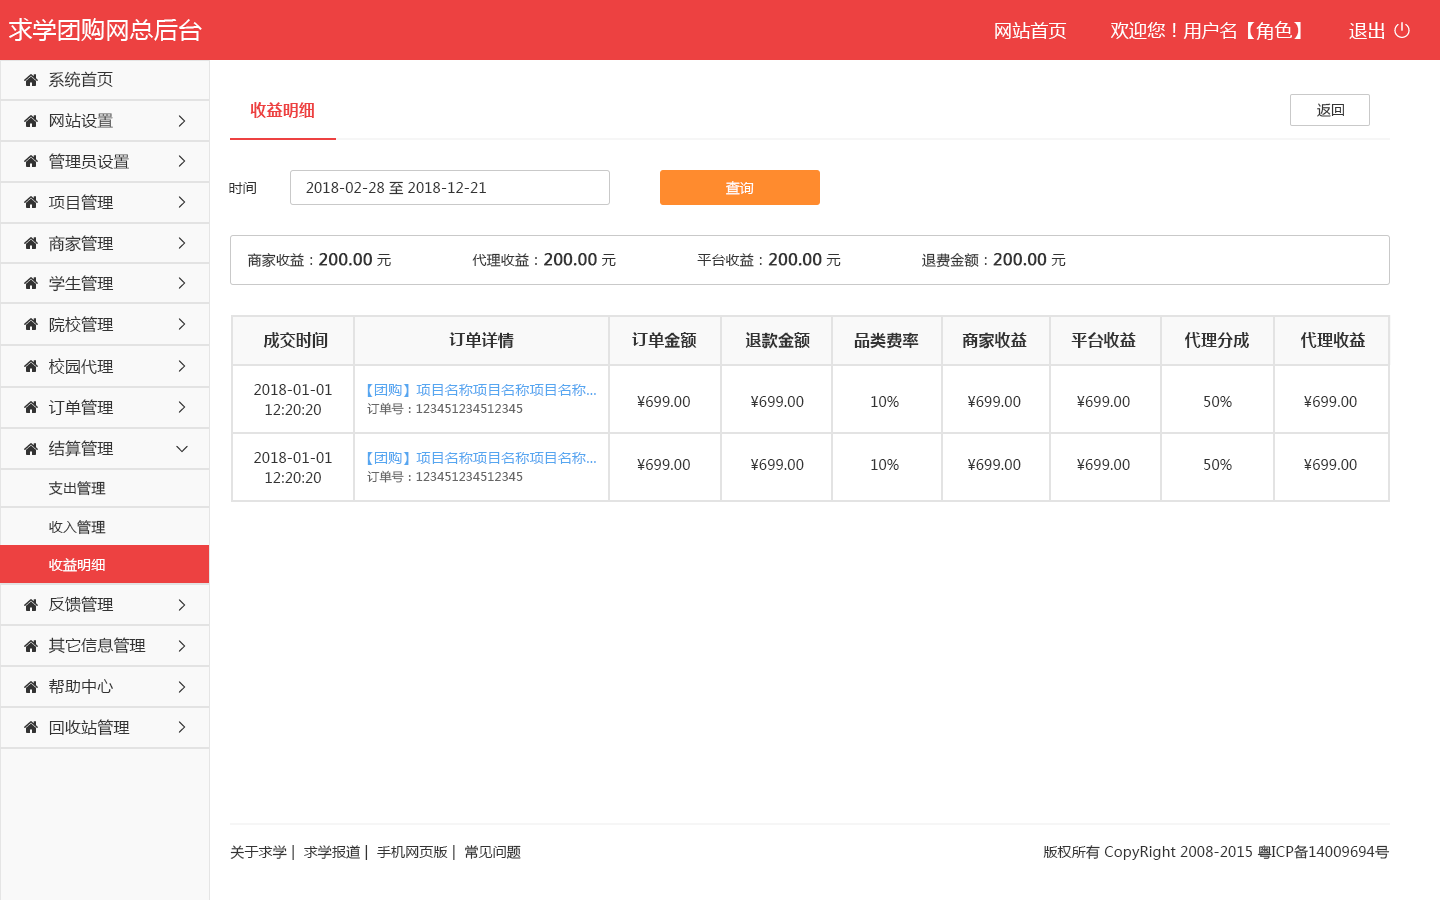 求学团购网总后台
网站首页
欢迎您！用户名【角色】
退出
系统首页
网站设置
管理员设置
项目管理
商家管理
学生管理
院校管理
校园代理
订单管理
结算管理
支出管理
收入管理
收益明细
反馈管理
其它信息管理
帮助中心
回收站管理
收益明细
返回
时间
2018-02-28 至 2018-12-21
查询
商家收益：200.00 元
代理收益：200.00 元
平台收益：200.00 元
退费金额：200.00 元
成交时间 订单详情 订单金额 退款金额 品类费率 商家收益 平台收益 代理分成 代理收益
2018-01-01
12:20:20
【团购】项目名称项目名称项目名称...
订单号：123451234512345
¥699.00 ¥699.00 10% ¥699.00 ¥699.00 50% ¥699.00
2018-01-01
12:20:20
【团购】项目名称项目名称项目名称...
订单号：123451234512345
¥699.00 ¥699.00 10% ¥699.00 ¥699.00 50% ¥699.00
关于求学 | 求学报道 | 手机网页版 | 常见问题
版权所有 CopyRight 2008-2015 粤ICP备14009694号